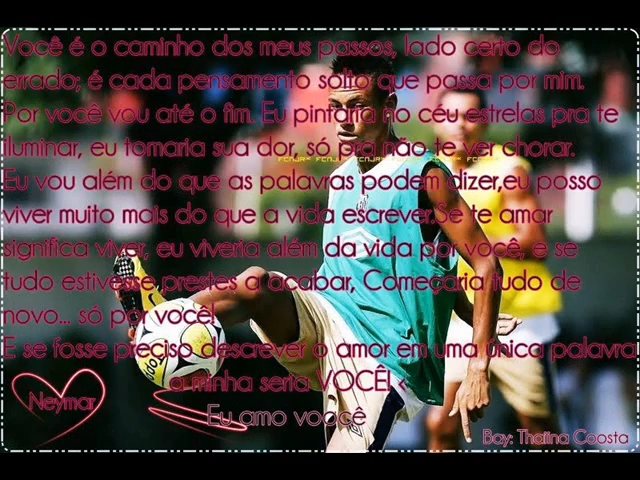 Você é o caminho dos meus passos, lado certo do
errado; é cada pensamento solto que passa por mim.
Por você vou até o fim. Eu pintaria no céu estrelas pra te
iluminar, eu tomaria sua dor, só pra não te ver chorar.
Eu vou além do que as palavras podem dizer,eu posso
viver muito mais do que a vida escrever.Se te amar
significa viver, eu viveria além da vida por você, e se
tudo estivesse prestes a acabar, Começaria tudo de
novo... só por você!
E se fosse preciso descrever o amor em uma única palavra
a minha seria VOCÊ! <
Neymar
Eu amo voocê
Bay: Thaiina Coosta